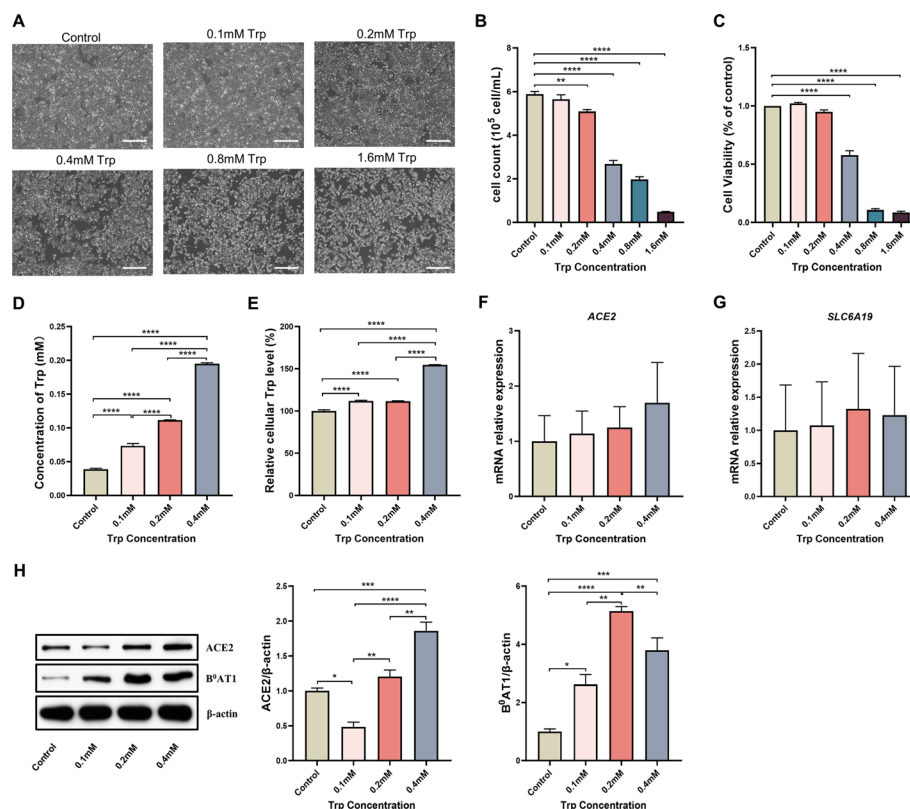 A
Control
0.1mM Trp
0.2mM Trp
0.4mM Trp
0.8mM Trp
1.6mM Trp
B
cell count (10⁵ cell/mL)
8
6
4
2
0
****
****
****
**
Control
0.1mM
0.2mM
0.4mM
0.8mM
1.6mM
Trp Concentration
C
Cell Viability (% of control)
1.5
1.0
0.5
0.0
****
****
****
Control
0.1mM
0.2mM
0.4mM
0.8mM
1.6mM
Trp Concentration
D
Concentration of Trp (mM)
0.25
0.20
0.15
0.10
0.05
0.00
****
****
****
****
****
****
Control
0.1mM
0.2mM
0.4mM
Trp Concentration
E
Relative cellular Trp level (%)
200
150
100
50
0
****
****
****
****
****
Control
0.1mM
0.2mM
0.4mM
Trp Concentration
F
ACE2
mRNA relative expression
3
2
1
0
Control
0.1mM
0.2mM
0.4mM
Trp Concentration
G
SLC6A19
mRNA relative expression
2.5
2.0
1.5
1.0
0.5
0.0
Control
0.1mM
0.2mM
0.4mM
Trp Concentration
H
ACE2
B⁰AT1
β-actin
Control
0.1mM
0.2mM
0.4mM
ACE2/β-actin
2.5
2.0
1.5
1.0
0.5
0.0
***
****
**
**
*
Control
0.1mM
0.2mM
0.4mM
Trp Concentration
B⁰AT1/β-actin
6
4
2
0
***
****
**
**
*
Control
0.1mM
0.2mM
0.4mM
Trp Concentration